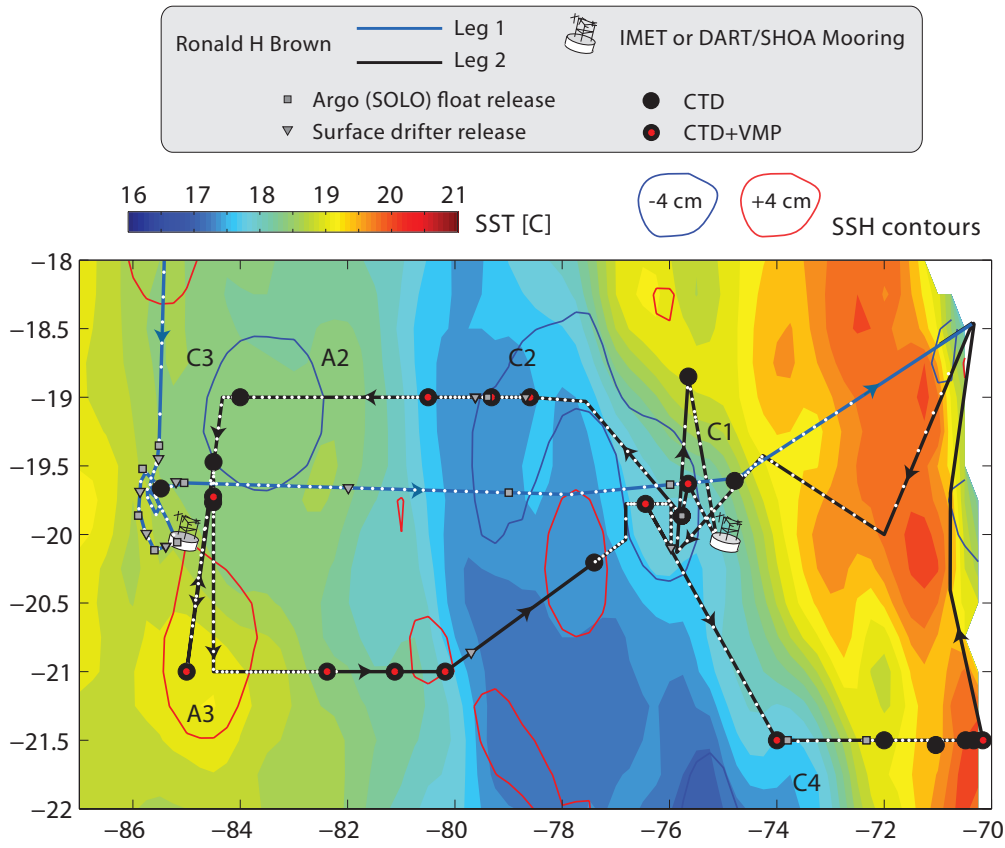 Ronald H Brown
Leg 1
Leg 2
IMET or DART/SHOA Mooring
Argo (SOLO) float release
CTD
Surface drifter release
CTD+VMP
16 17 18 19 20 21
SST [C]
-4 cm
+4 cm
SSH contours
−18
−18.5
−19
−19.5
−20
−20.5
−21
−21.5
−22
C3
A2
C2
C1
A3
C4
−86 −84 −82 −80 −78 −76 −74 −72 −70